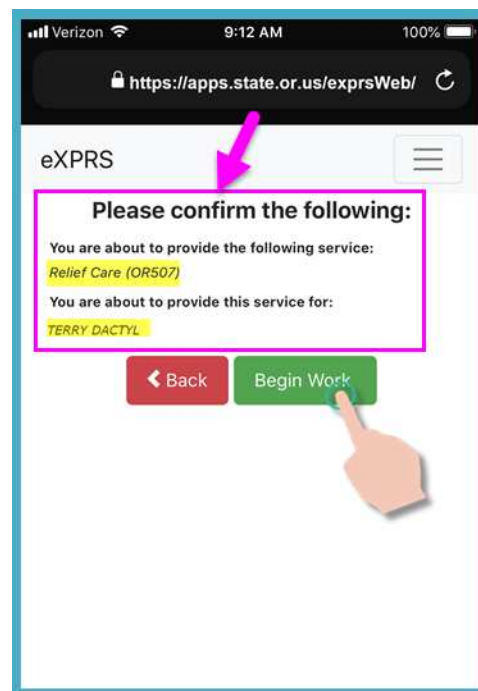 Verizon 9:12 AM 100%
https://apps.state.or.us/exprsWeb/
eXPRS
Please confirm the following:
You are about to provide the following service:
Relief Care (OR507)
You are about to provide this service for:
TERRY DACTYL
Back Begin Work